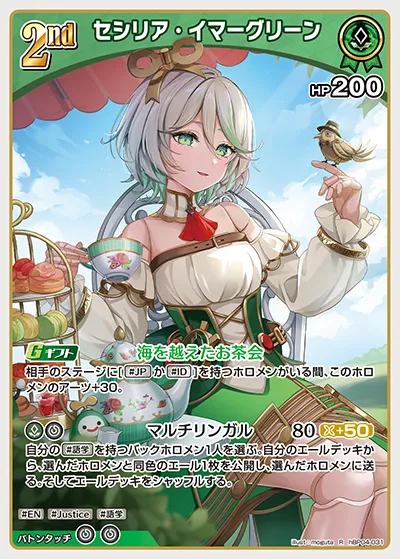 2nd
セシリア・イマーグリーン
HP200
Gギフト
海を越えたお茶会
相手のステージに[#JPか#ID]を持つホロメンがいる間、このホロ
メンのアーツ+30。
マルチリンガル 80 +50
自分の#語学を持つバックホロメン1人を選ぶ。自分のエールデッキか
ら、選んだホロメンと同色のエール1枚を公開し、選んだホロメンに送
る。そしてエールデッキをシャッフルする。
#EN #Justice #語学
バトンタッチ
illust moguta R hBP04-031